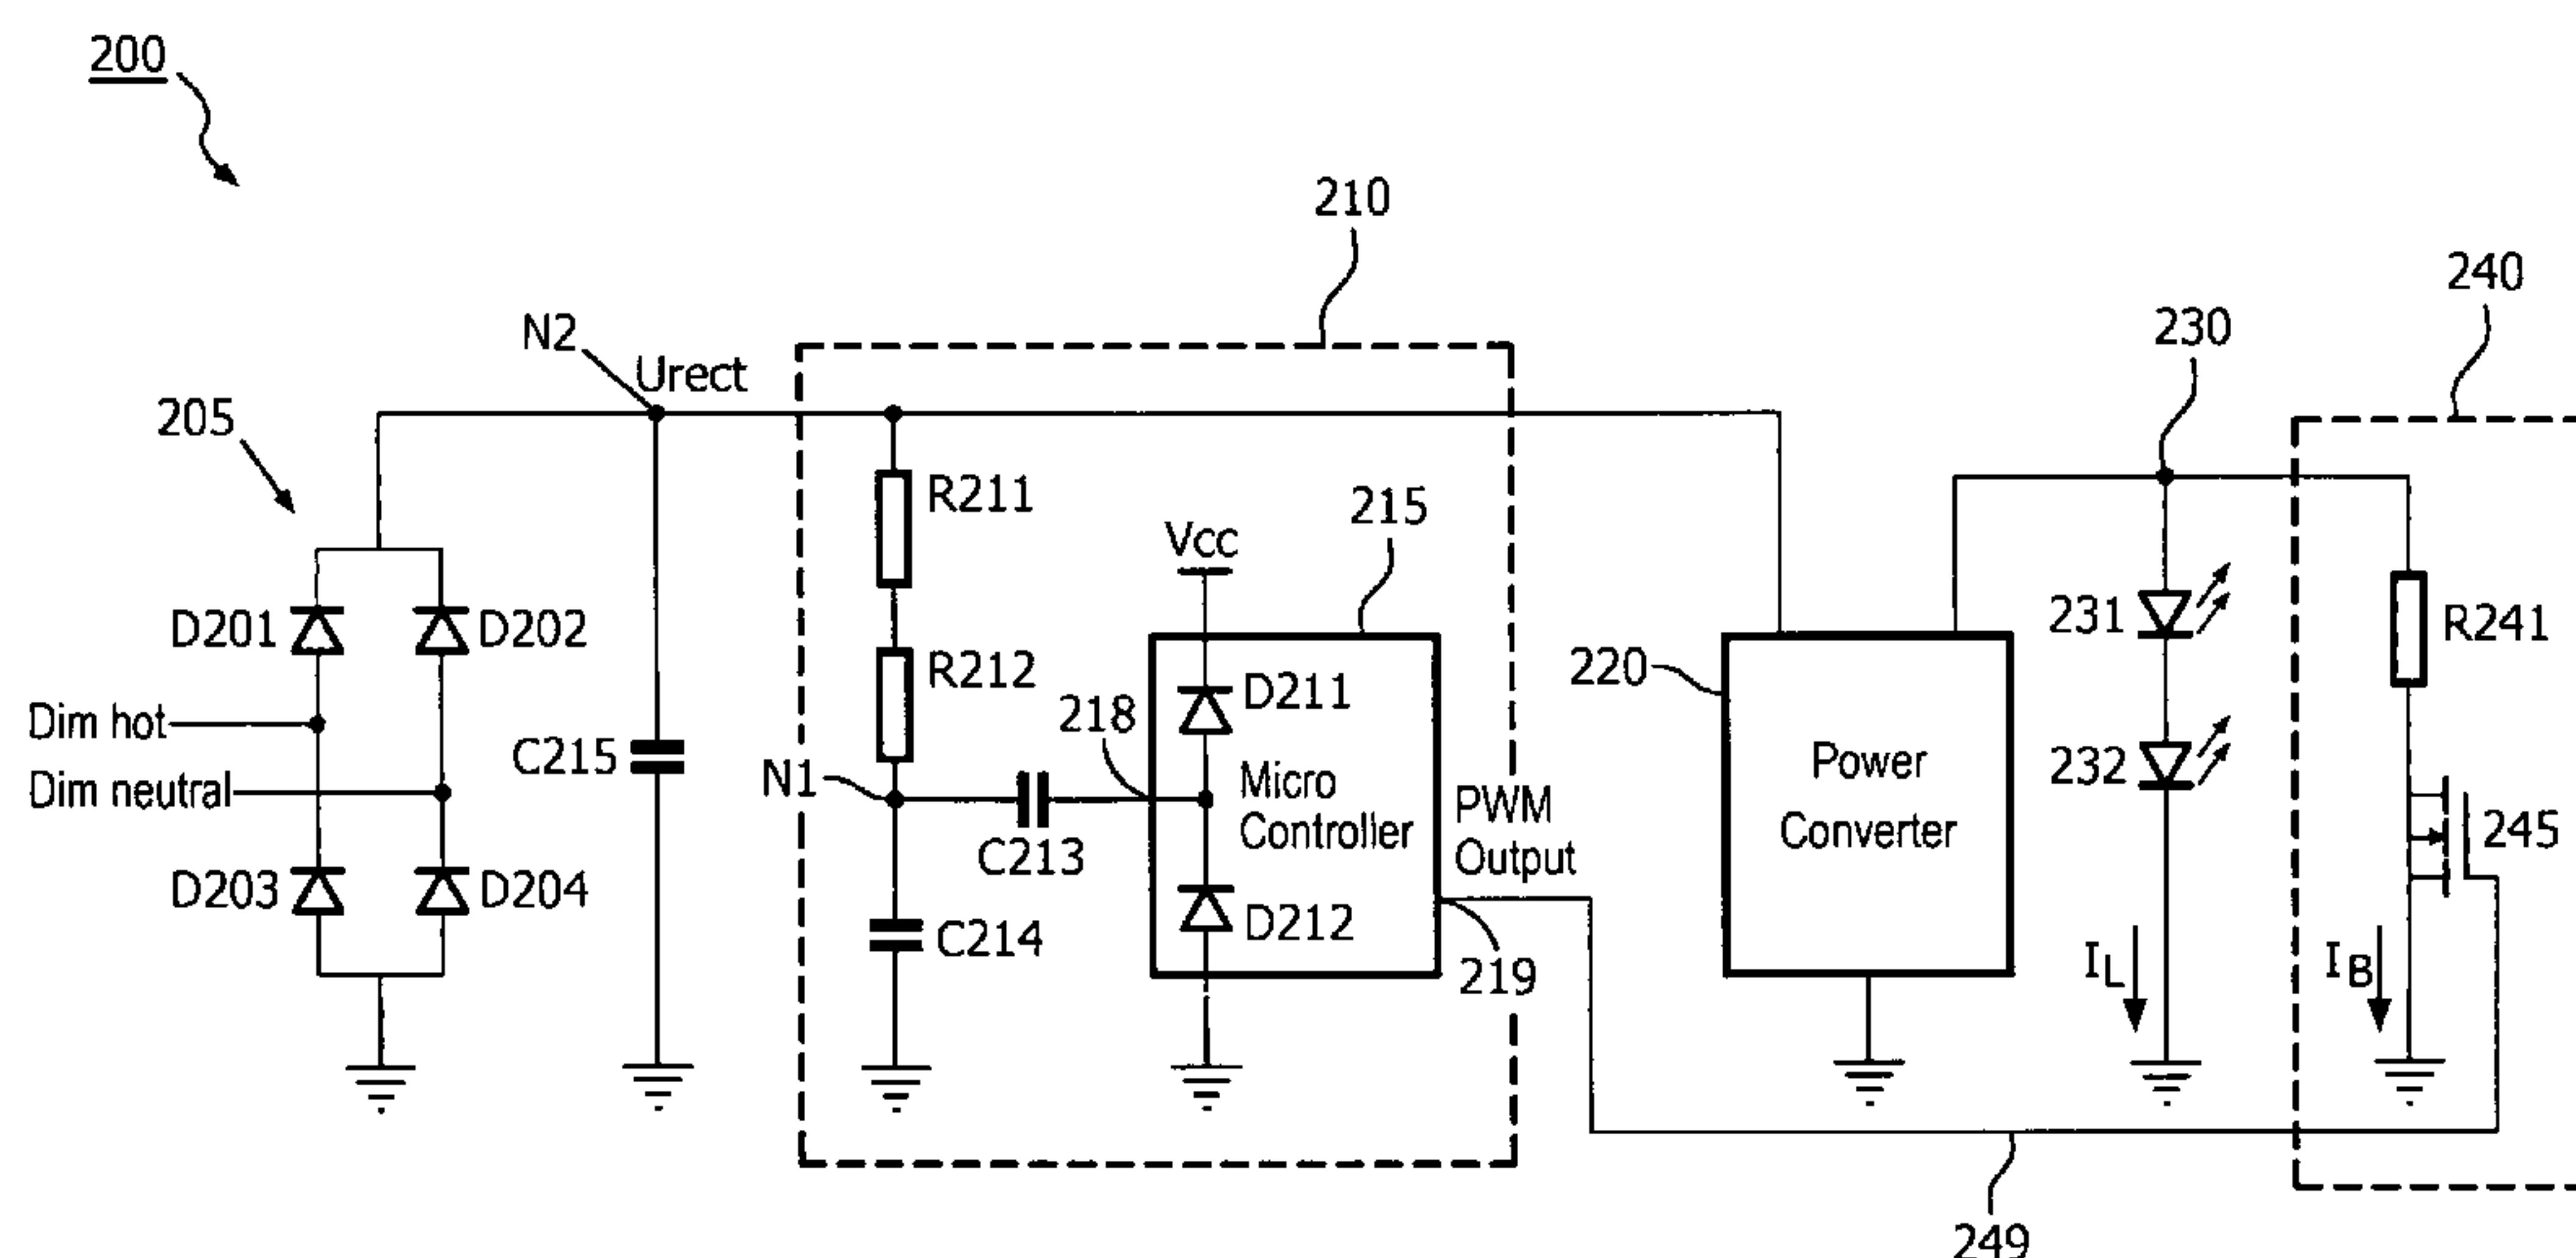 200
210
240
N2
Urect
230
205
R211
215
Vcc
231
R241
D201
D202
R212
218
D211
220
Dim hot
C215
Power
Converter
232
Dim neutral
N1
Micro
Controller
PWM
Output
245
C213
D203
D204
C214
D212
219
IL
IB
249